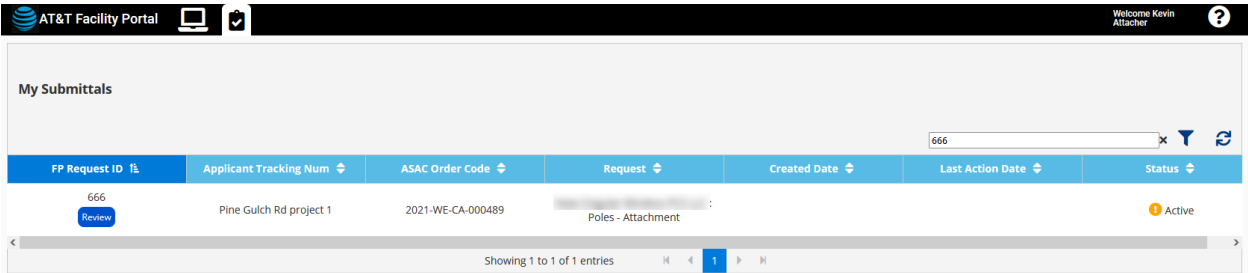 AT&T Facility Portal
Welcome Kevin
Attacher
?
My Submittals
666 x
FP Request ID Applicant Tracking Num ASAC Order Code Request Created Date Last Action Date Status
666
Review
Pine Gulch Rd project 1
2021-WE-CA-000489
:
Poles - Attachment
! Active
Showing 1 to 1 of 1 entries
1